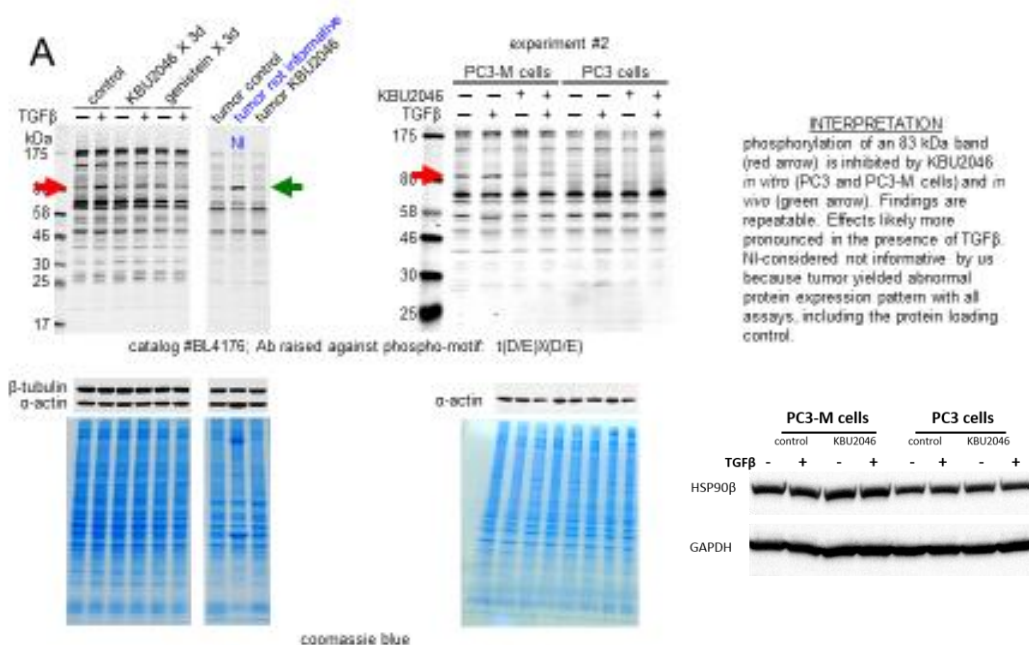 A
control
KBU2046 X 3d
genistein X 3d
tumor control
tumor not informative
tumor KBU2046
TGFβ - + - + - +
kDa
NI
175
58
46
30
25
17
experiment #2
PC3-M cells PC3 cells
KBU2046 - - + + - - + +
TGFβ - + - + - + - +
175
80
58
46
30
25
INTERPRETATION
phosphorylation of an 83 kDa band
(red arrow) is inhibited by KBU2046
in vitro (PC3 and PC3-M cells) and in
vivo (green arrow). Findings are
repeatable. Effects likely more
pronounced in the presence of TGFβ.
NI-considered not informative by us
because tumor yielded abnormal
protein expression pattern with all
assays, including the protein loading
control.
catalog #BL4176; Ab raised against phospho-motif: t(D/E)X(D/E)
β-tubulin
α-actin
α-actin
coomassie blue
PC3-M cells PC3 cells
control KBU2046 control KBU2046
TGFβ - + - + - + - +
HSP90β
GAPDH